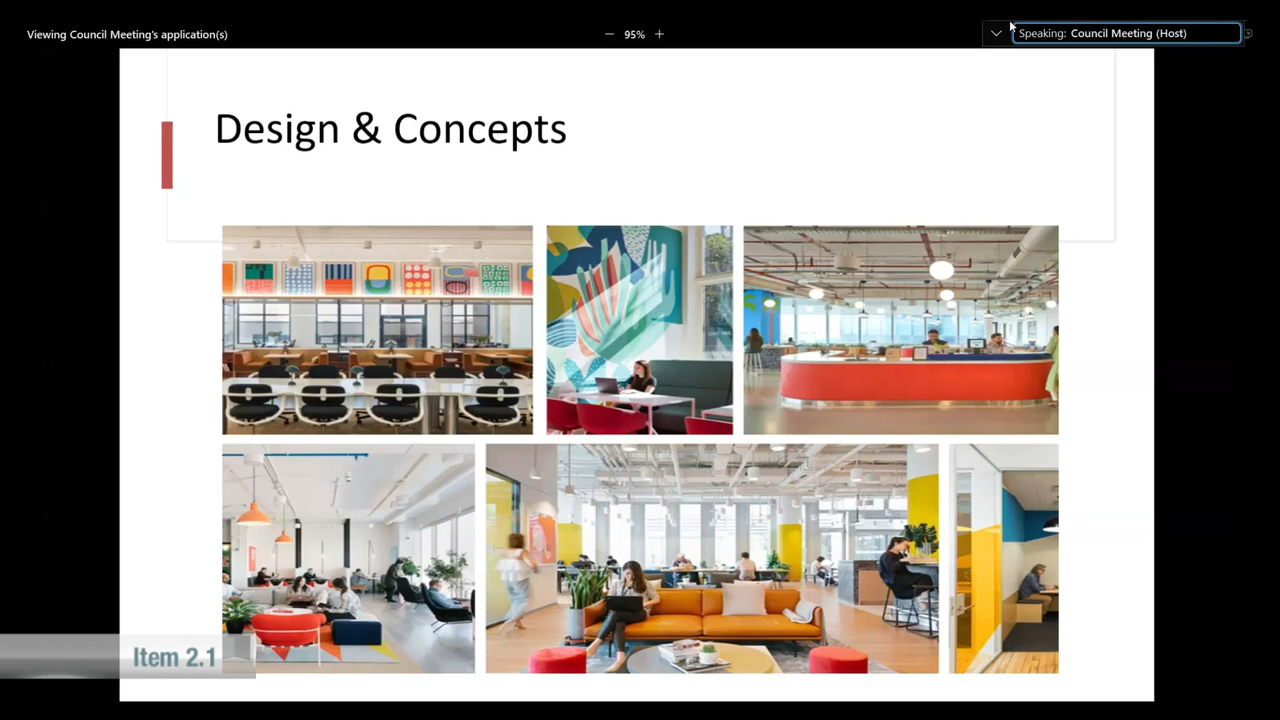 Viewing Council Meeting's application(s)
95%
Speaking: Council Meeting (Host)
Design & Concepts
Item 2.1